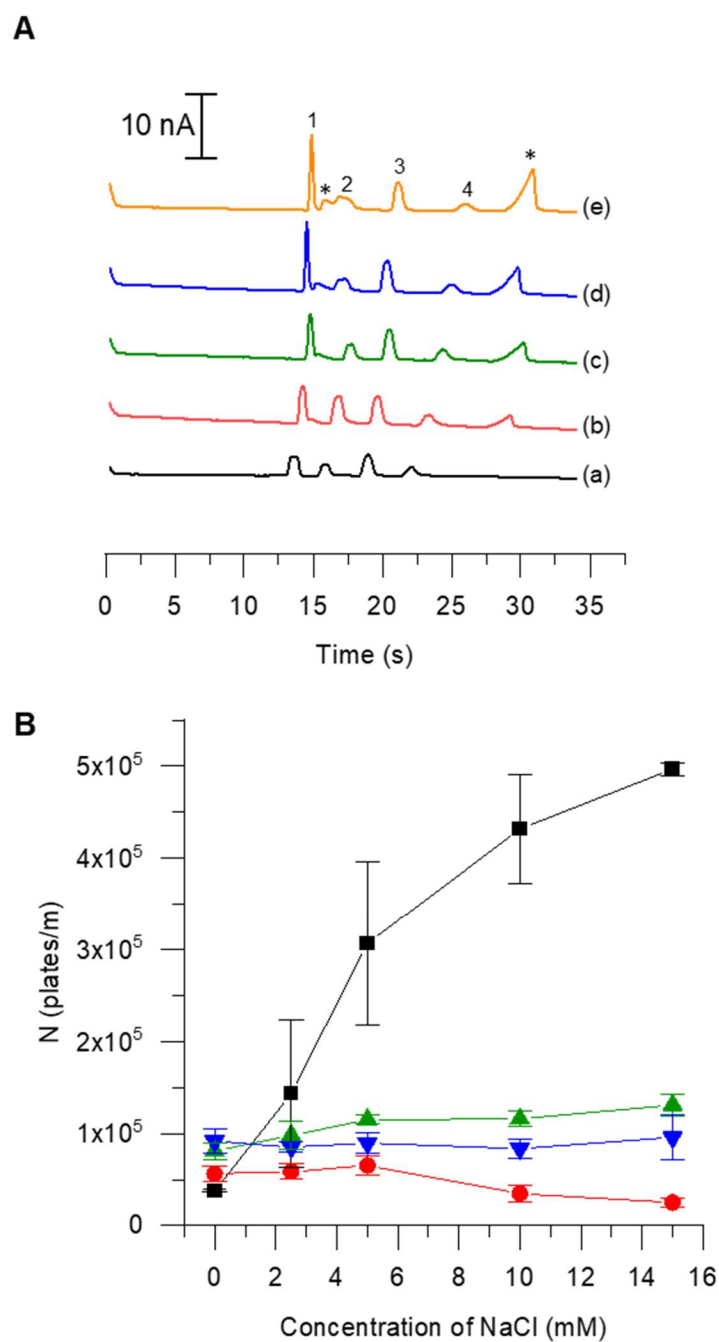 A
10 nA
1
*
2
3
4
*
(e)
(d)
(c)
(b)
(a)
0 5 10 15 20 25 30 35
Time (s)
B
5x10⁵
4x10⁵
3x10⁵
2x10⁵
1x10⁵
0
N (plates/m)
0 2 4 6 8 10 12 14 16
Concentration of NaCl (mM)